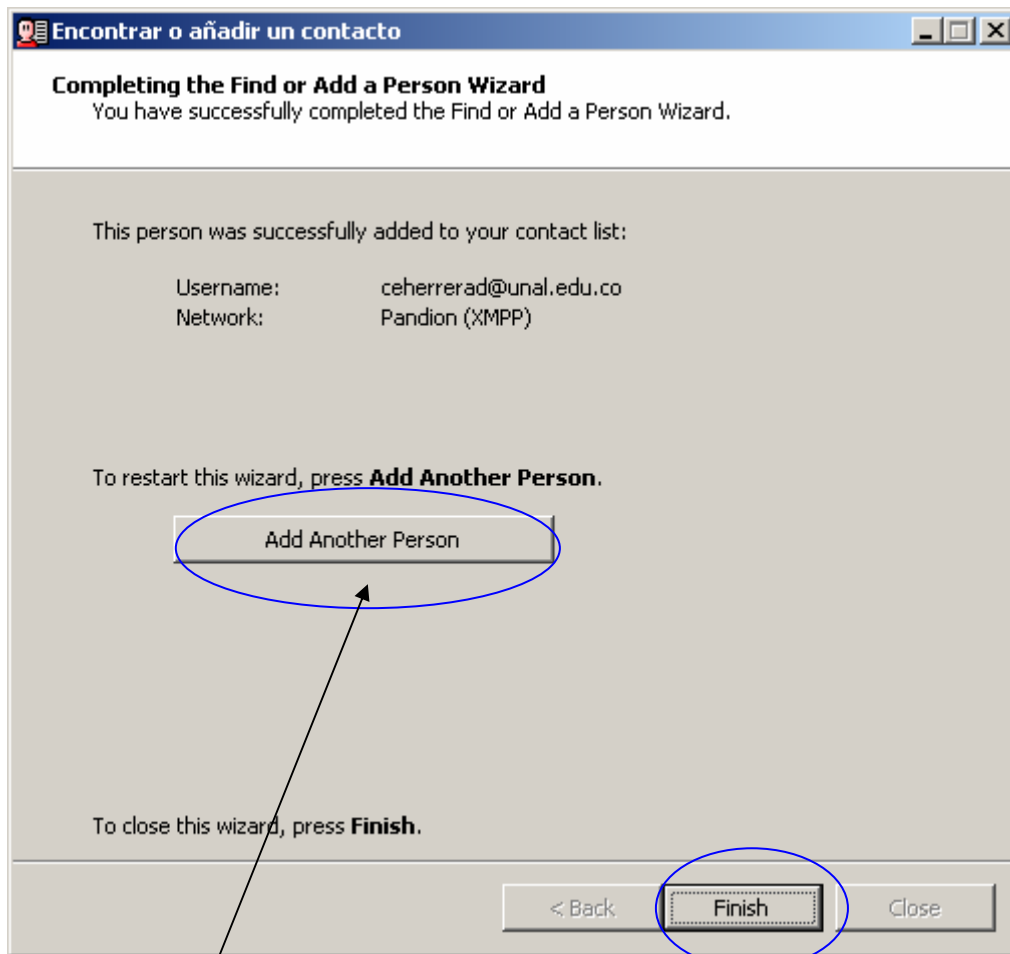 Encontrar o añadir un contacto
Completing the Find or Add a Person Wizard
You have successfully completed the Find or Add a Person Wizard.
This person was successfully added to your contact list:
Username: ceherrerad@unal.edu.co
Network: Pandion (XMPP)
To restart this wizard, press Add Another Person.
Add Another Person
To close this wizard, press Finish.
< Back Finish Close